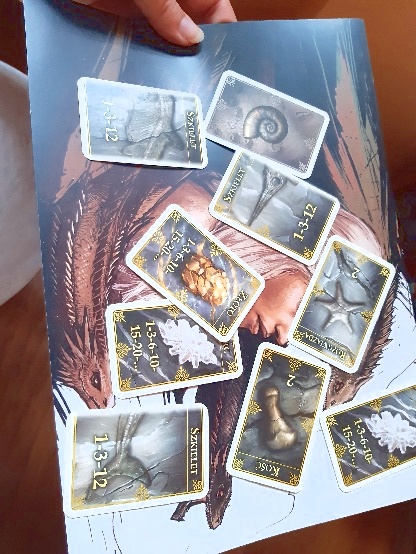 SZKIELET
1-3-12
SZKIELET
1-3-12
1-3-6-10-
15-20-...
ZŁOTO
2
ROZGWIAZDA
1-3-6-10-
15-20-...
2
KOŚĆ
1-3-6-10-
15-20-...
SZKIELET
1-3-12